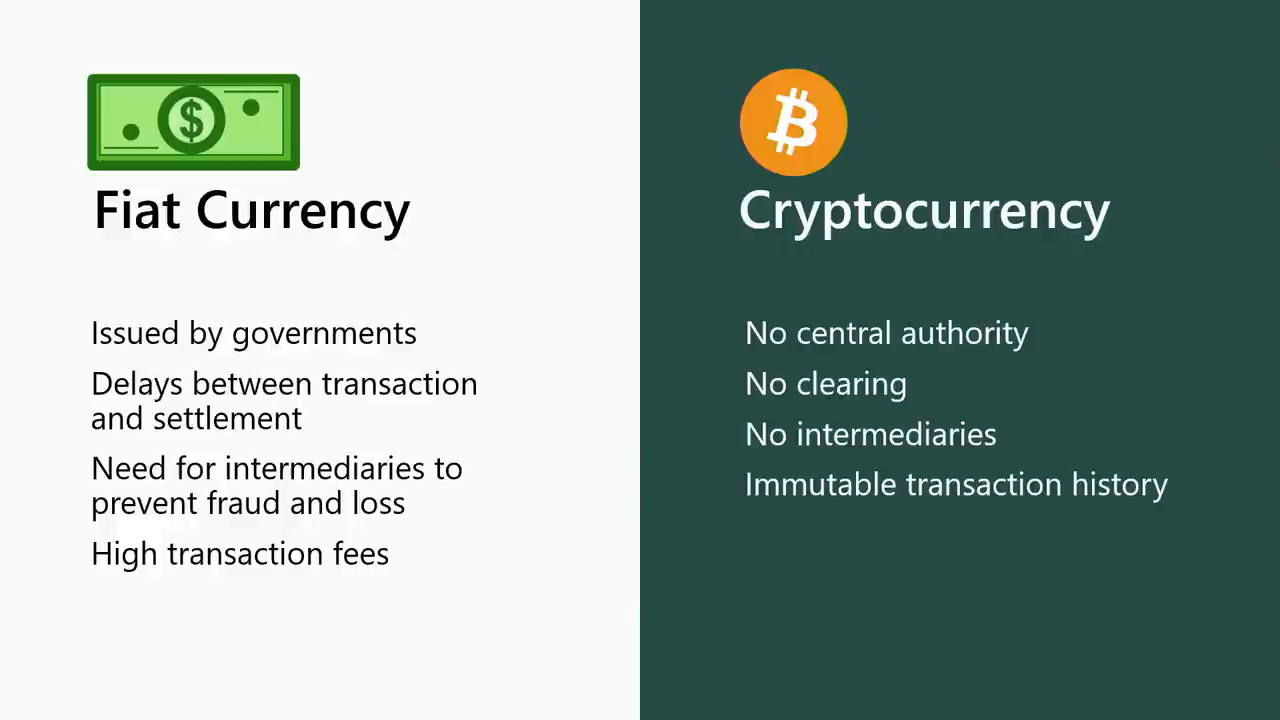 $
Fiat Currency
Issued by governments
Delays between transaction
and settlement
Need for intermediaries to
prevent fraud and loss
High transaction fees
₿
Cryptocurrency
No central authority
No clearing
No intermediaries
Immutable transaction history